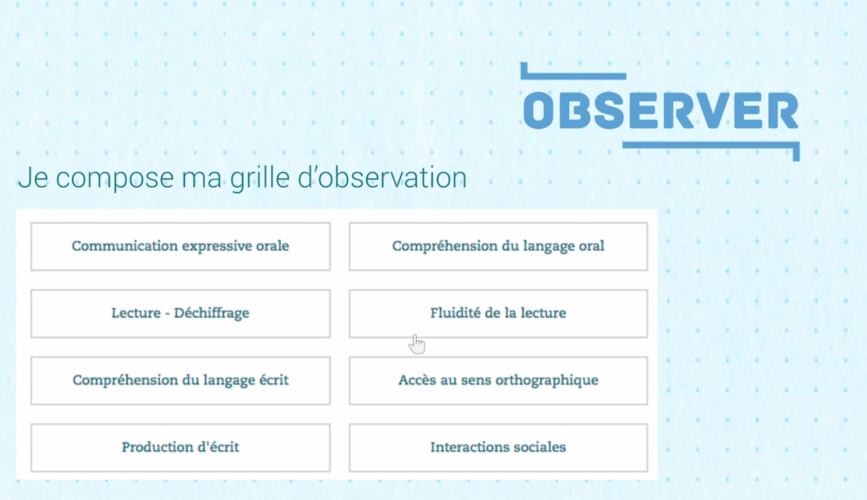 OBSERVER
Je compose ma grille d'observation
Communication expressive orale
Compréhension du langage oral
Lecture - Déchiffrage
Fluidité de la lecture
Compréhension du langage écrit
Accès au sens orthographique
Production d'écrit
Interactions sociales